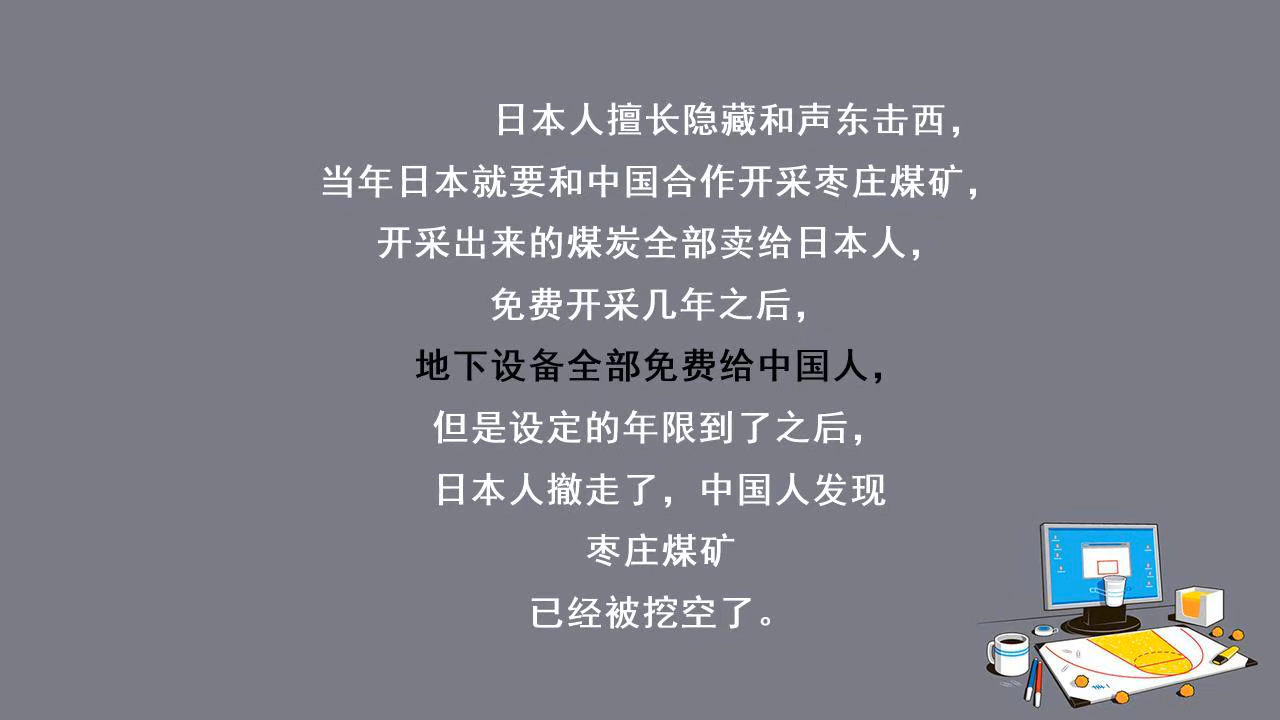 日本人擅长隐藏和声东击西，
当年日本就要和中国合作开采枣庄煤矿，
开采出来的煤炭全部卖给日本人，
免费开采几年之后，
地下设备全部免费给中国人，
但是设定的年限到了之后，
日本人撤走了，中国人发现
枣庄煤矿
已经被挖空了。